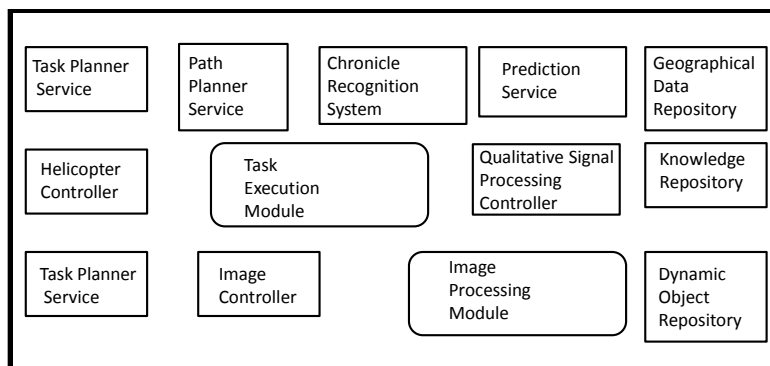 Task Planner
Service
Path
Planner
Service
Chronicle
Recognition
System
Prediction
Service
Geographical
Data
Repository
Helicopter
Controller
Task
Execution
Module
Qualitative Signal
Processing
Controller
Knowledge
Repository
Task Planner
Service
Image
Controller
Image
Processing
Module
Dynamic
Object
Repository